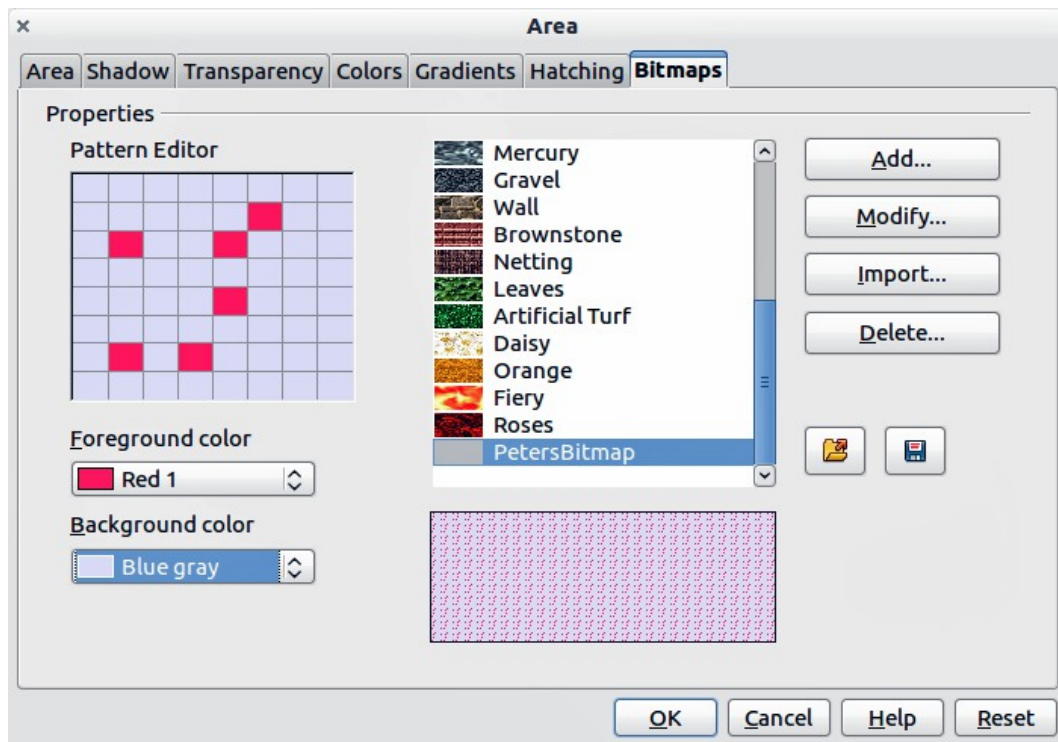 Area
Area Shadow Transparency Colors Gradients Hatching Bitmaps
Properties
Pattern Editor
Mercury
Gravel
Wall
Brownstone
Netting
Leaves
Artificial Turf
Daisy
Orange
Fiery
Roses
PetersBitmap
Add...
Modify...
Import...
Delete...
Foreground color
Red 1
Background color
Blue gray
OK Cancel Help Reset